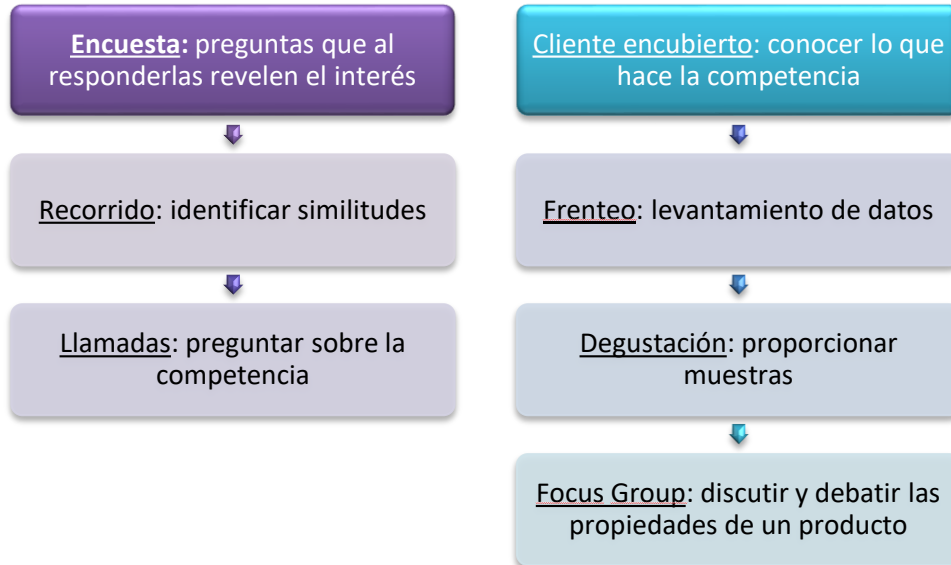 Encuesta: preguntas que al
responderlas revelen el interés
Recorrido: identificar similitudes
Llamadas: preguntar sobre la
competencia
Cliente encubierto: conocer lo que
hace la competencia
Frenteo: levantamiento de datos
Degustación: proporcionar
muestras
Focus Group: discutir y debatir las
propiedades de un producto